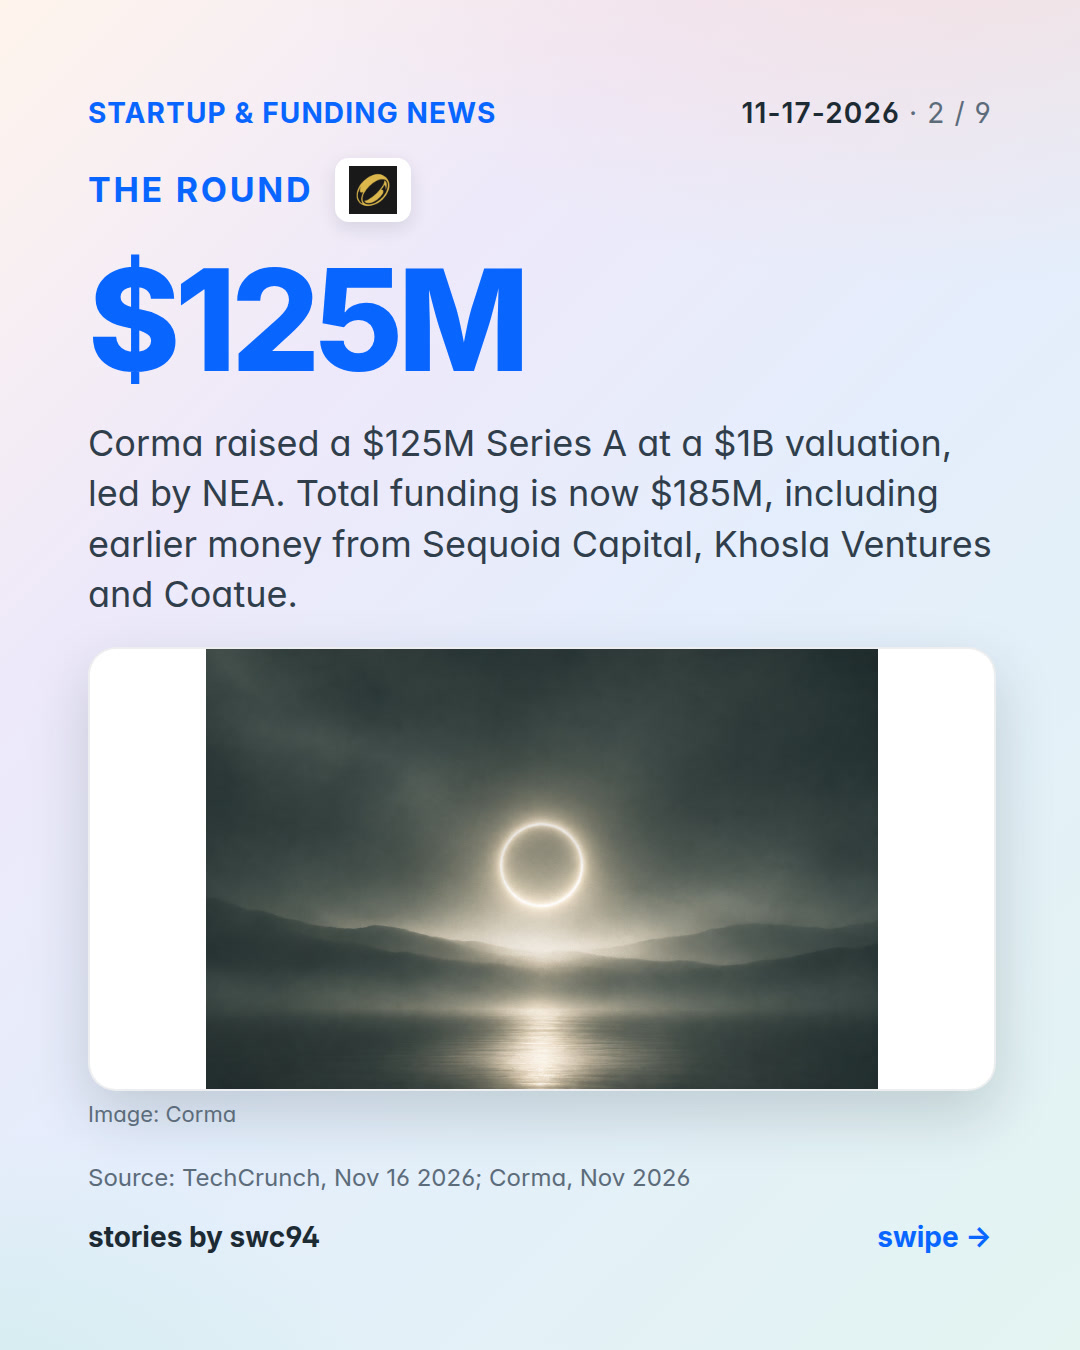 STARTUP & FUNDING NEWS
11-17-2026 · 2 / 9
THE ROUND
$125M
Corma raised a $125M Series A at a $1B valuation,
led by NEA. Total funding is now $185M, including
earlier money from Sequoia Capital, Khosla Ventures
and Coatue.
Image: Corma
Source: TechCrunch, Nov 16 2026; Corma, Nov 2026
stories by swc94
swipe →